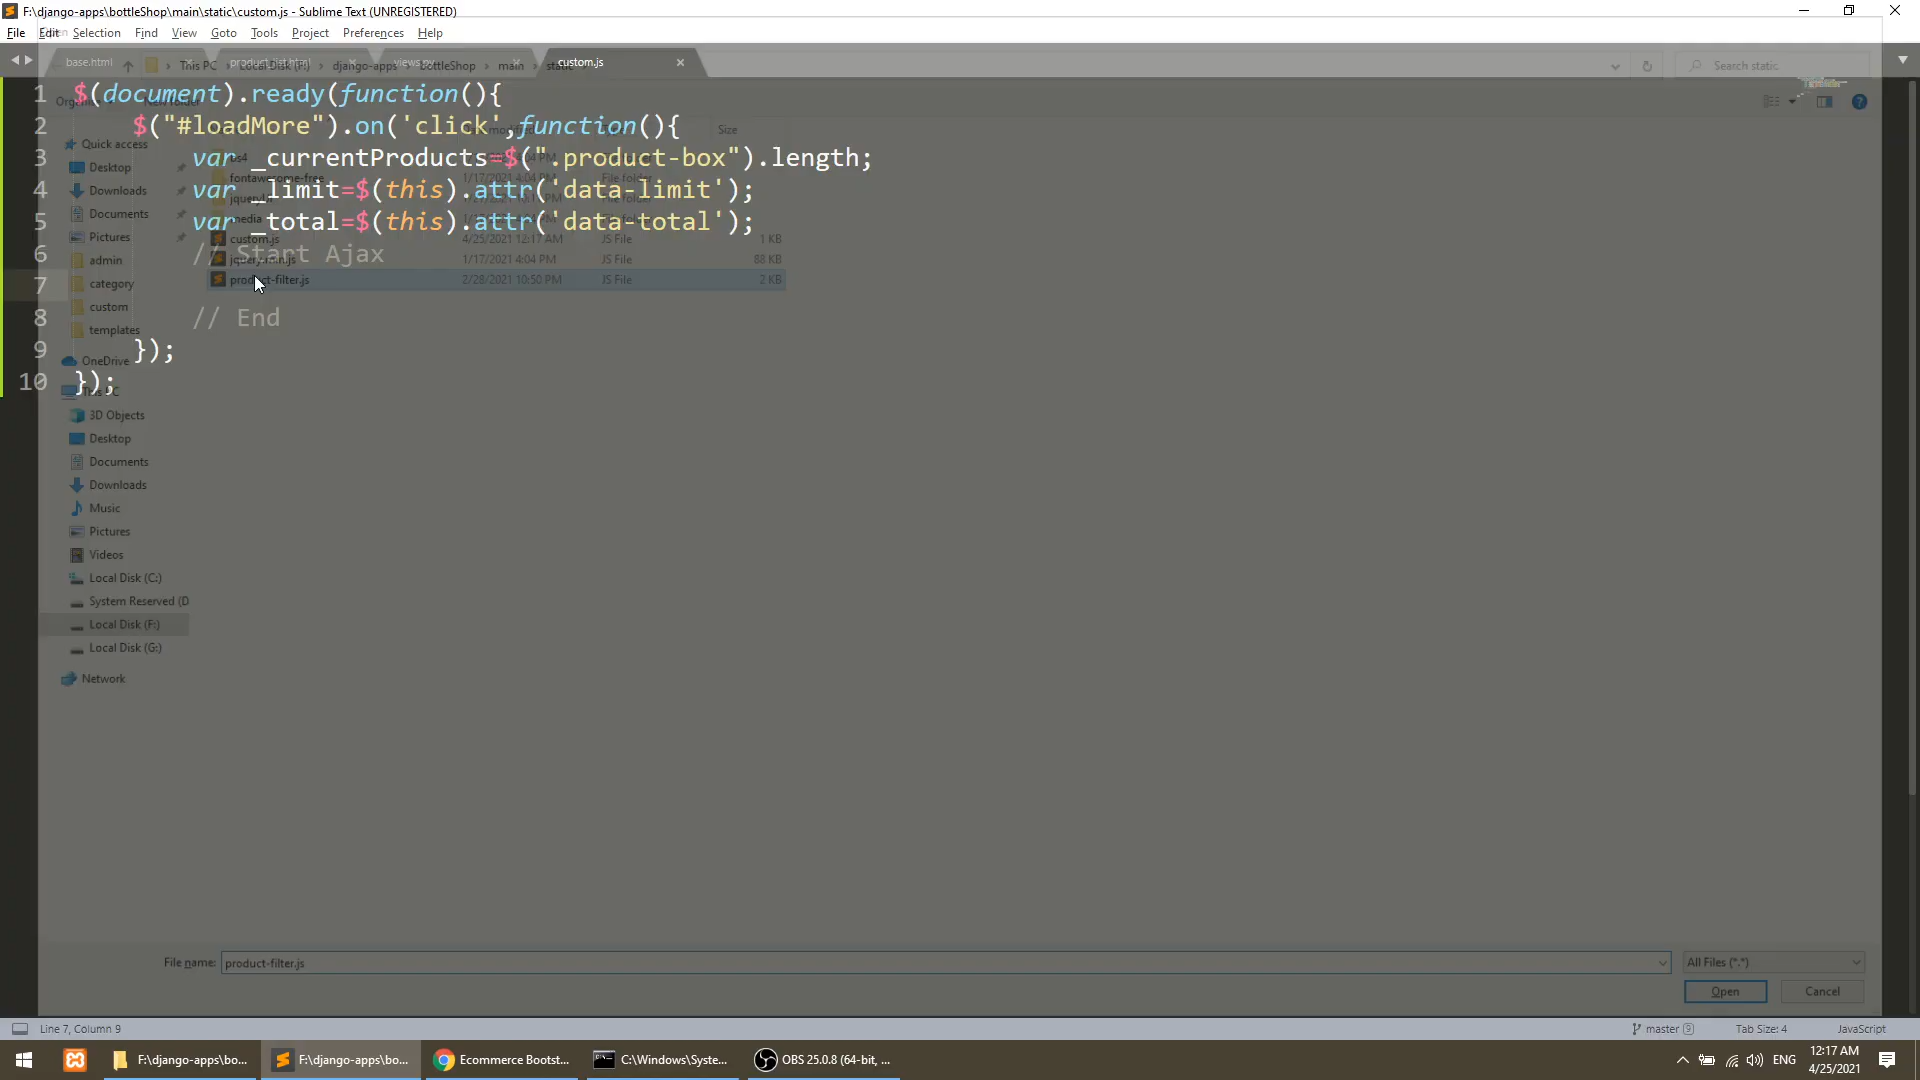 F:\django-apps\bottleShop\main\static\custom.js - Sublime Text (UNREGISTERED)
File Edit Selection Find View Goto Tools Project Preferences Help
base.html product_list.html views.py custom.js
This PC Local Disk (F:) django-apps bottleShop main static Search static
Organize New folder
Size
1 $(document).ready(function(){
2 $("#loadMore").on('click',function(){
3 var _currentProducts=$(".product-box").length;
4 var _limit=$(this).attr('data-limit');
5 var _total=$(this).attr('data-total');
6 // Start Ajax
7
8 // End
9 });
10 });
Quick access
Desktop
Downloads
Documents
Pictures
admin
category
custom
templates
OneDrive
This PC
3D Objects
Desktop
Documents
Downloads
Music
Pictures
Videos
Local Disk (C:)
System Reserved (D
Local Disk (F:)
Local Disk (G:)
Network
bs4
fontawesome-free 1/17/2021 4:04 PM File folder
media
custom.js 4/25/2021 12:17 AM JS File 1 KB
jquery.min.js 1/17/2021 4:04 PM JS File 88 KB
product-filter.js 2/28/2021 10:50 PM JS File 2 KB
File name: product-filter.js All Files (*.*)
Open Cancel
Line 7, Column 9 master 9 Tab Size: 4 JavaScript
F:\django-apps\bo... F:\django-apps\bo... Ecommerce Bootst... C:\Windows\Syste... OBS 25.0.8 (64-bit, ... ENG 12:17 AM
4/25/2021